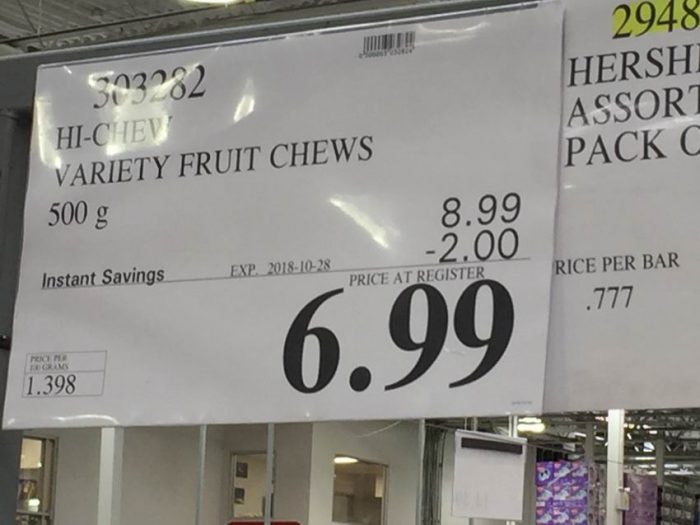 303282
HI-CHEW
VARIETY FRUIT CHEWS
500 g
8.99
-2.00
Instant Savings
EXP. 2018-10-28
PRICE AT REGISTER
6.99
PRICE PER
100 GRAMS
1.398
2948
HERSH
ASSORT
PACK O
RICE PER BAR
.777